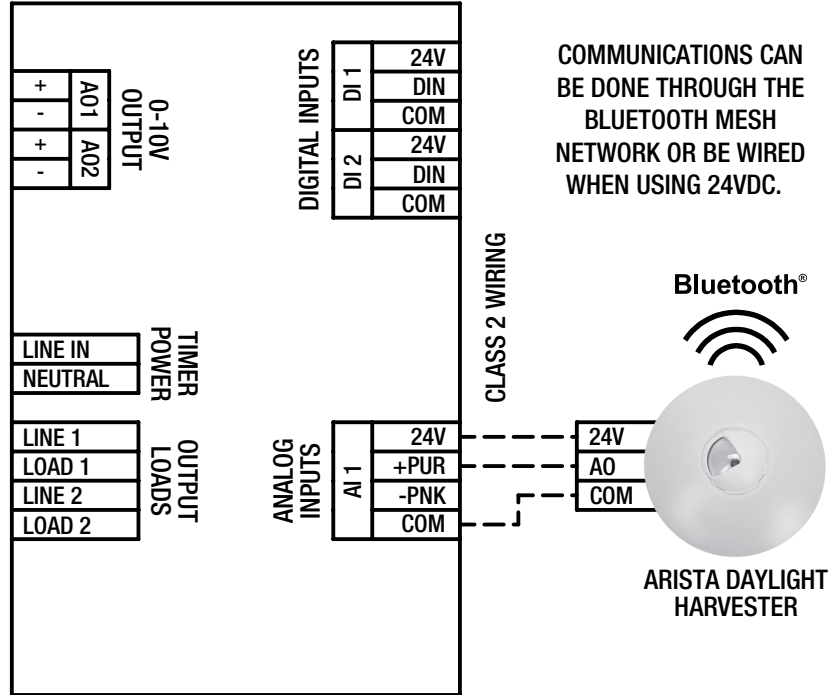 +
-
+
-
AO1
AO2
0-10V
OUTPUT
DIGITAL INPUTS
DI 1
DI 2
24V
DIN
COM
24V
DIN
COM
COMMUNICATIONS CAN
BE DONE THROUGH THE
BLUETOOTH MESH
NETWORK OR BE WIRED
WHEN USING 24VDC.
CLASS 2 WIRING
Bluetooth®
LINE IN
NEUTRAL
TIMER
POWER
LINE 1
LOAD 1
LINE 2
LOAD 2
OUTPUT
LOADS
ANALOG
INPUTS
AI 1
24V
+PUR
-PNK
COM
24V
AO
COM
ARISTA DAYLIGHT
HARVESTER